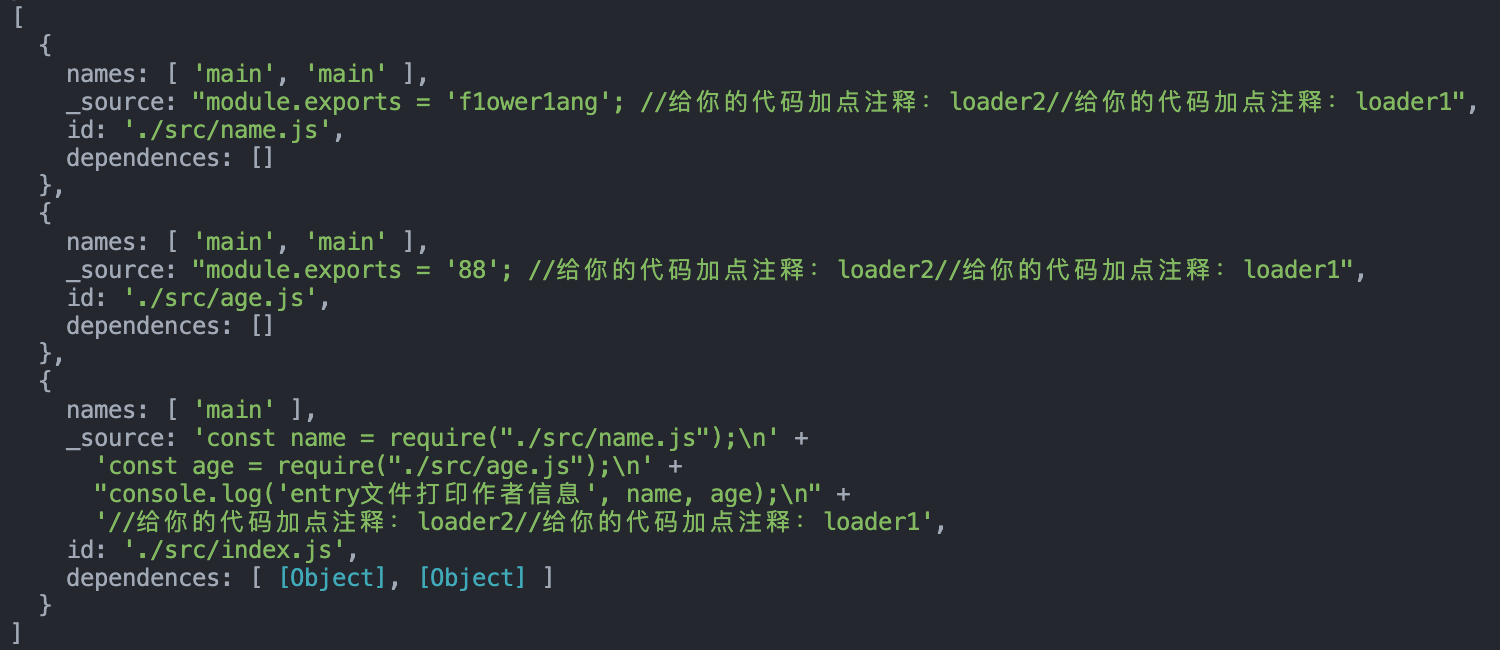 [
  {
    names: [ 'main', 'main' ],
    _source: "module.exports = 'f1ower1ang'; //给你的代码加点注释：loader2//给你的代码加点注释：loader1",
    id: './src/name.js',
    dependences: []
  },
  {
    names: [ 'main', 'main' ],
    _source: "module.exports = '88'; //给你的代码加点注释：loader2//给你的代码加点注释：loader1",
    id: './src/age.js',
    dependences: []
  },
  {
    names: [ 'main' ],
    _source: 'const name = require("./src/name.js");\n' +
      'const age = require("./src/age.js");\n' +
      "console.log('entry文件打印作者信息', name, age);\n" +
      '//给你的代码加点注释：loader2//给你的代码加点注释：loader1',
    id: './src/index.js',
    dependences: [ [Object], [Object] ]
  }
]